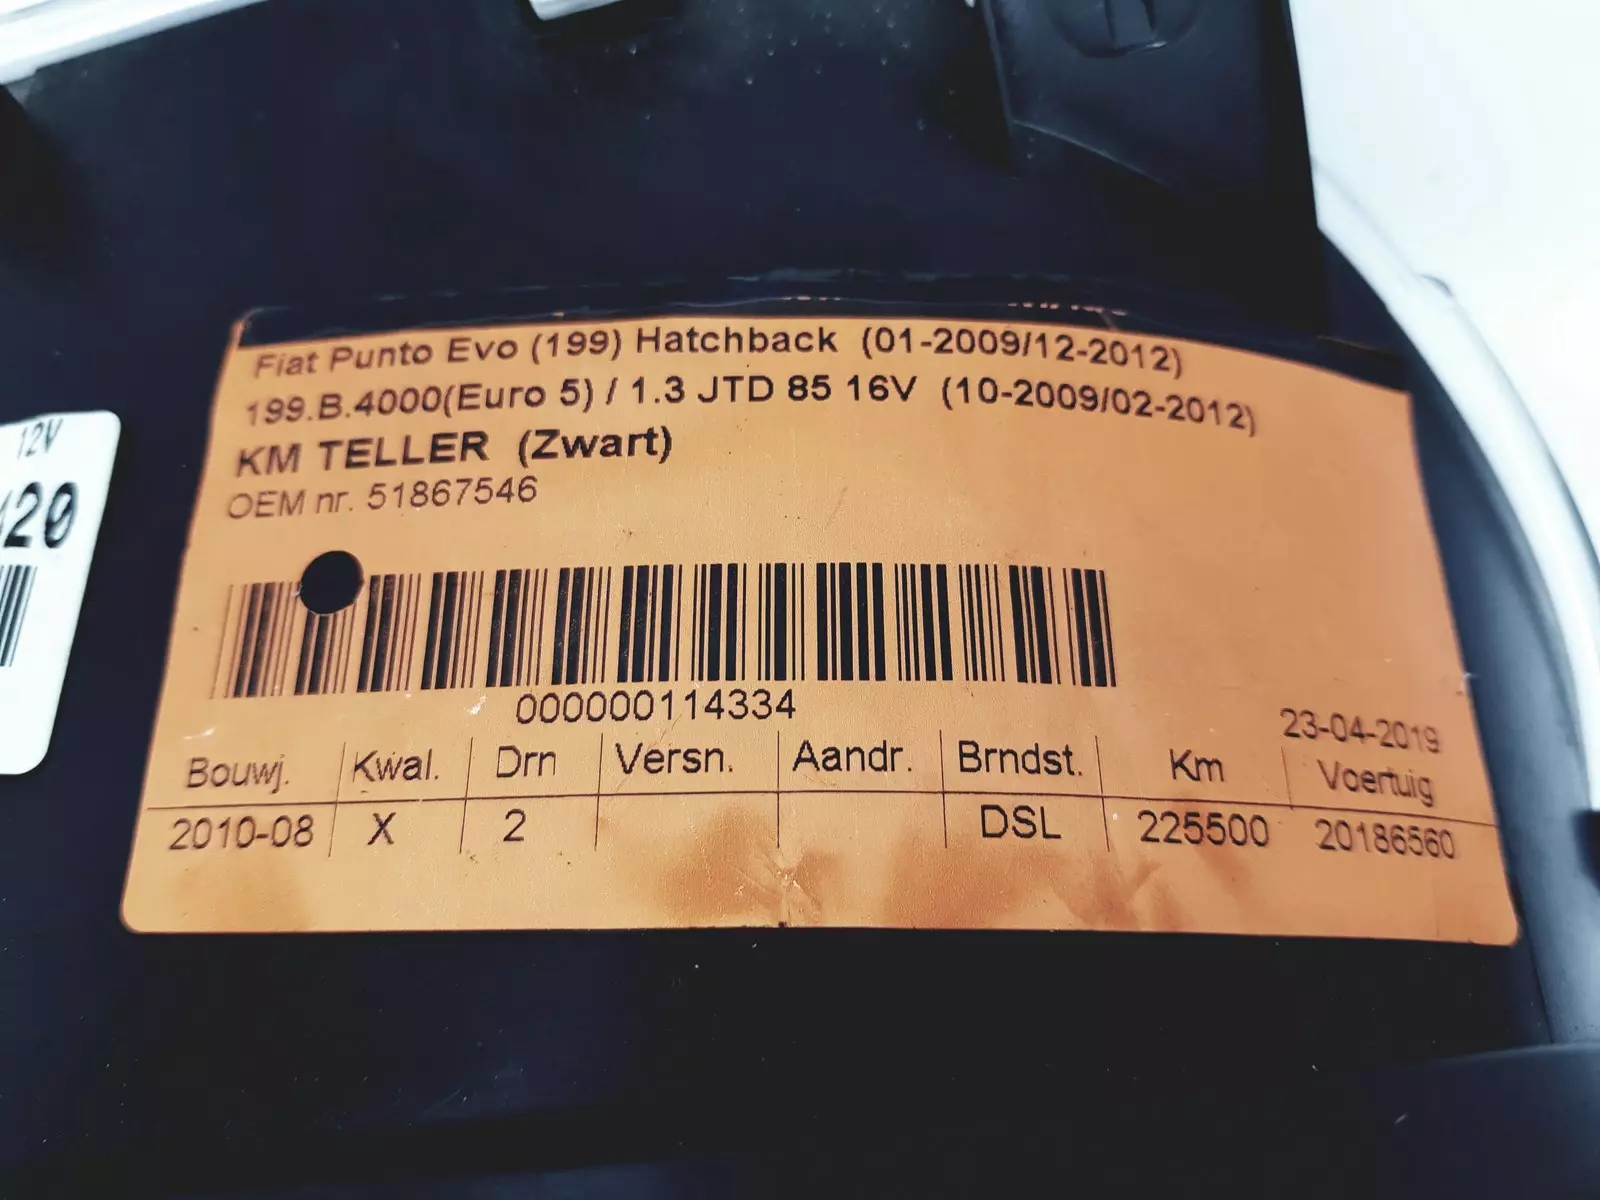 Fiat Punto Evo (199) Hatchback (01-2009/12-2012)
199.B.4000(Euro 5) / 1.3 JTD 85 16V (10-2009/02-2012)
KM TELLER (Zwart)
OEM nr. 51867546
12V
20
000000114334
23-04-2019
Bouwj. Kwal. Drn Versn. Aandr. Brndst. Km Voertuig
2010-08 X 2 DSL 225500 20186560